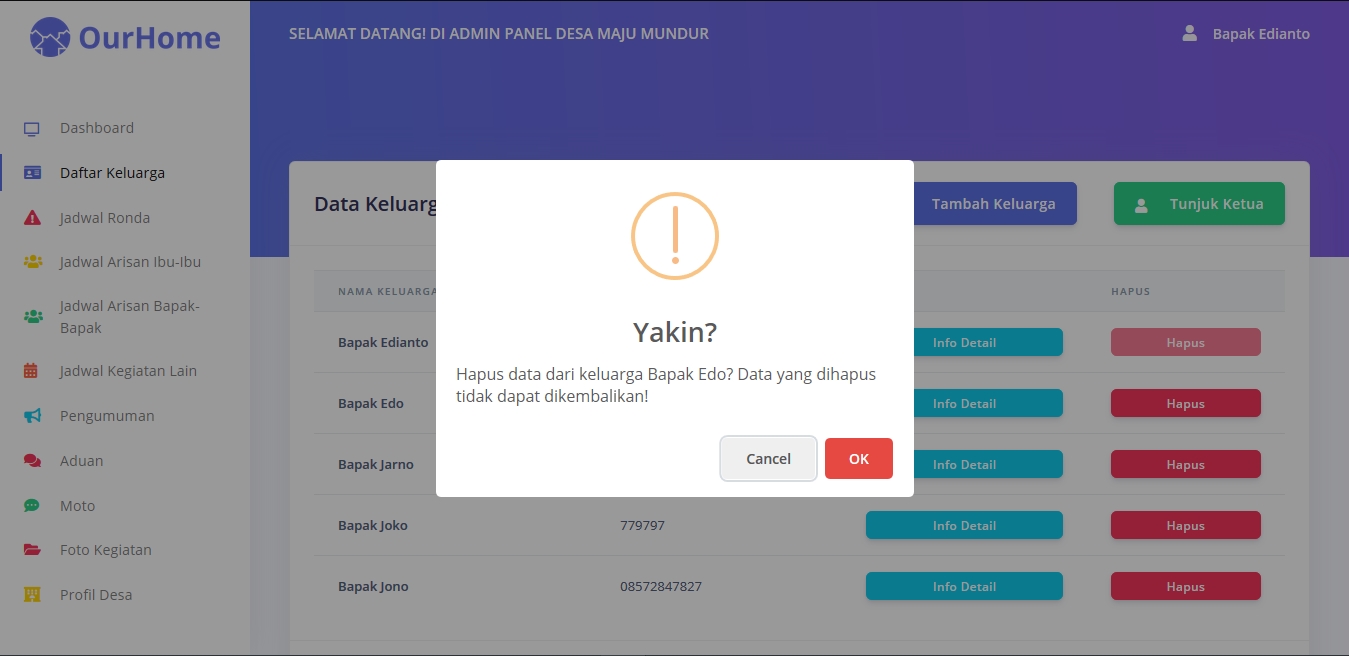 OurHome
SELAMAT DATANG! DI ADMIN PANEL DESA MAJU MUNDUR
Bapak Edianto
Dashboard
Daftar Keluarga
Jadwal Ronda
Jadwal Arisan Ibu-Ibu
Jadwal Arisan Bapak-
Bapak
Jadwal Kegiatan Lain
Pengumuman
Aduan
Moto
Foto Kegiatan
Profil Desa
Data Keluarg
Tambah Keluarga
Tunjuk Ketua
NAMA KELUARGA
HAPUS
Bapak Edianto
Info Detail
Hapus
Bapak Edo
Info Detail
Hapus
Bapak Jarno
Info Detail
Hapus
Bapak Joko
779797
Info Detail
Hapus
Bapak Jono
08572847827
Info Detail
Hapus
Yakin?
Hapus data dari keluarga Bapak Edo? Data yang dihapus
tidak dapat dikembalikan!
Cancel
OK